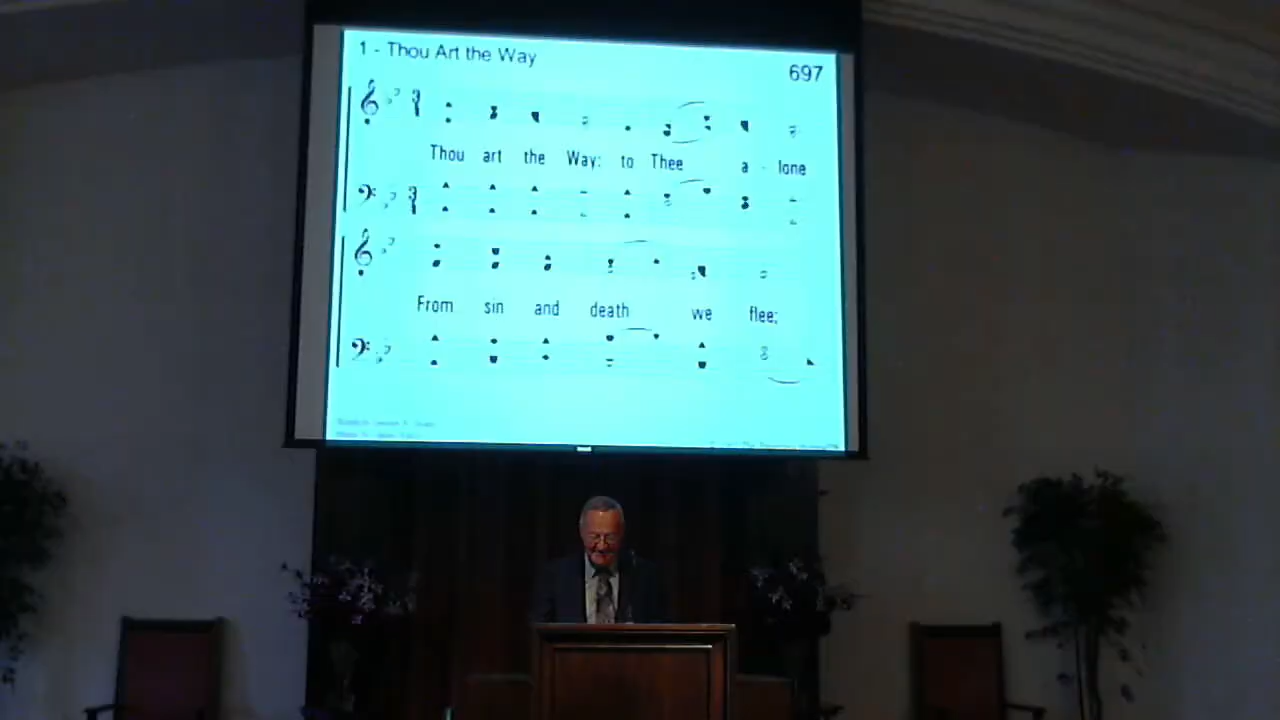 1 - Thou Art the Way
697
Thou art the Way: to Thee a - lone
From sin and death we flee;